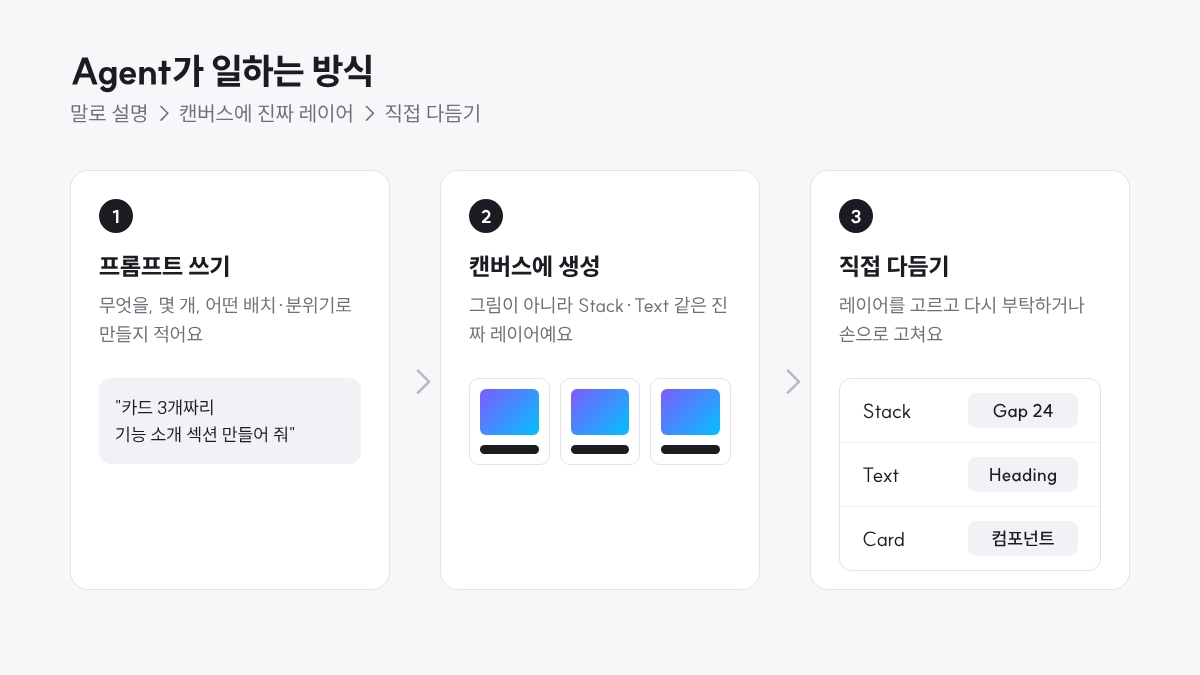 Agent가 일하는 방식
말로 설명 > 캔버스에 진짜 레이어 > 직접 다듬기
1
프롬프트 쓰기
무엇을, 몇 개, 어떤 배치·분위기로
만들지 적어요
"카드 3개짜리
기능 소개 섹션 만들어 줘"
2
캔버스에 생성
그림이 아니라 Stack·Text 같은 진
짜 레이어예요
3
직접 다듬기
레이어를 고르고 다시 부탁하거나
손으로 고쳐요
Stack Gap 24
Text Heading
Card 컴포넌트